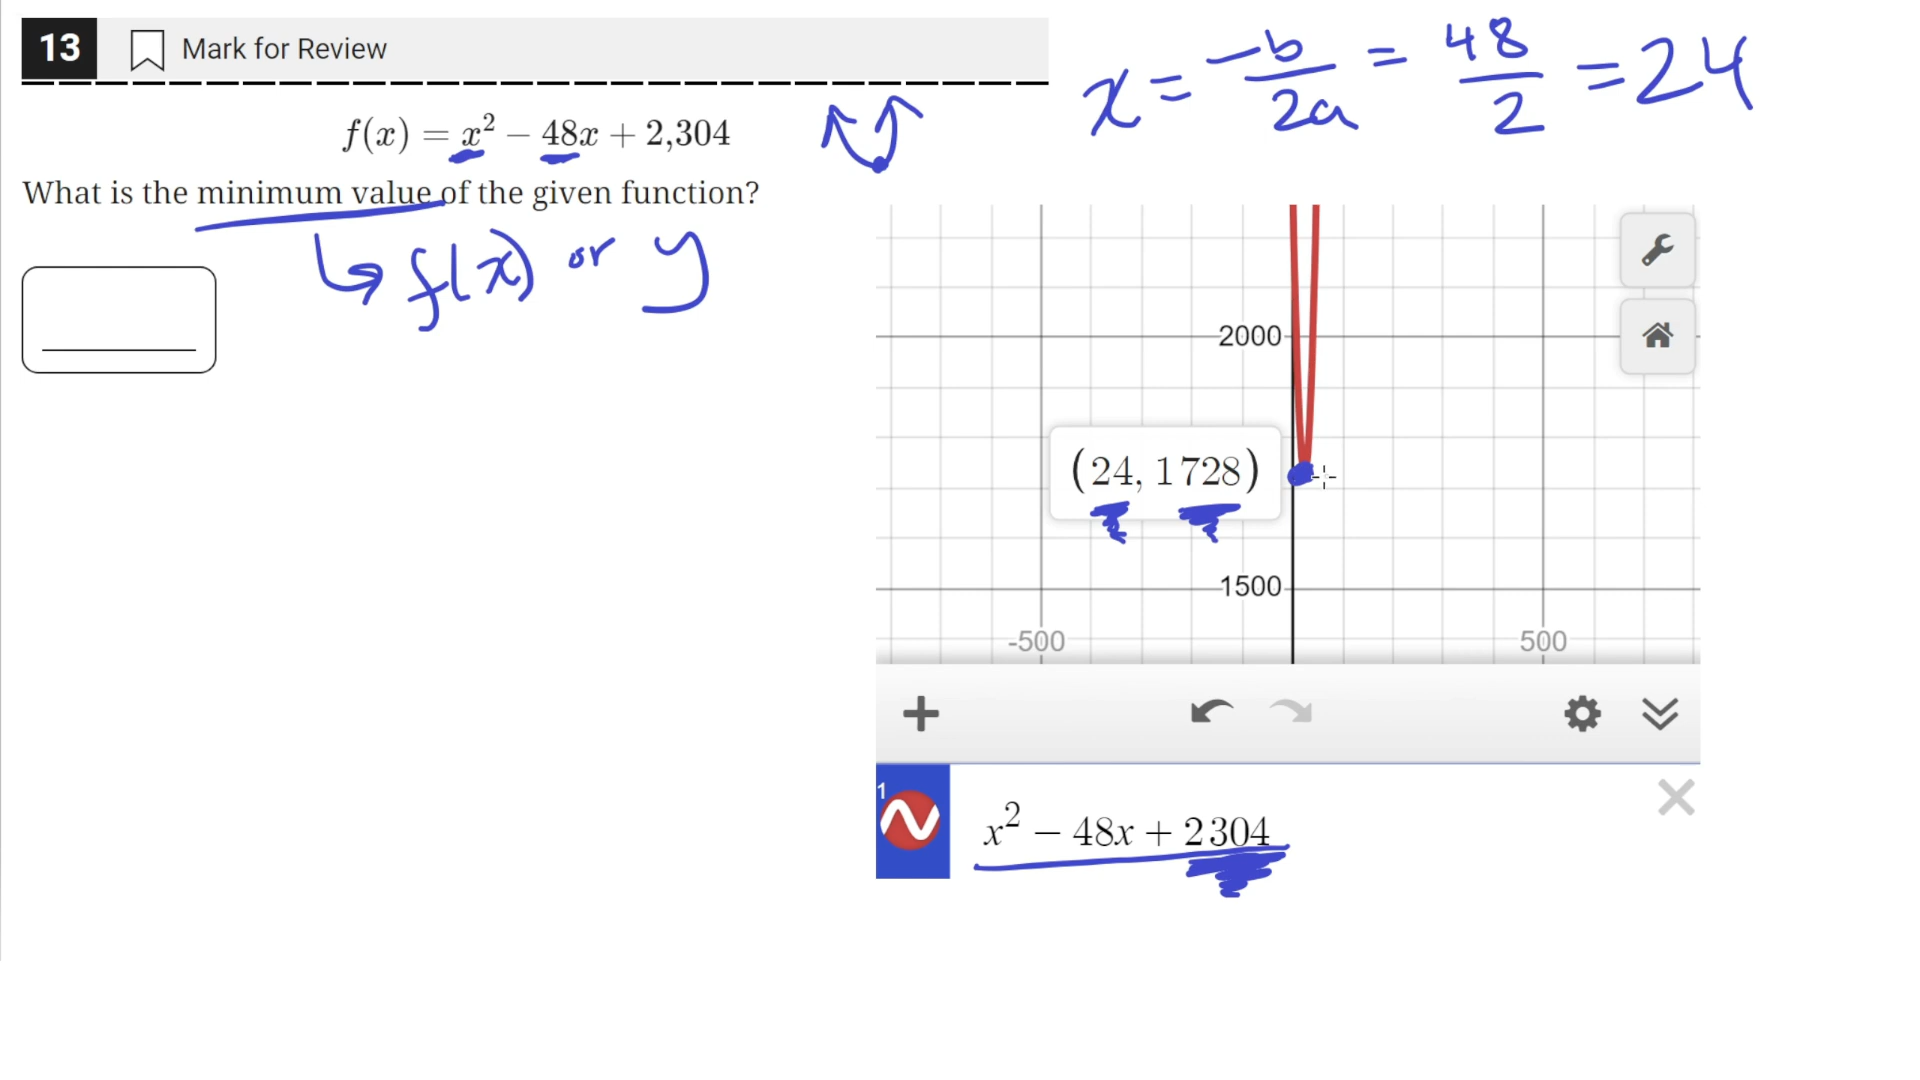 13 Mark for Review
x = -b/2a = 48/2 = 24
f(x) = x² − 48x + 2,304
What is the minimum value of the given function?
↳ f(x) or y
2000
(24, 1728)
1500
-500 500
1
x² − 48x + 2304